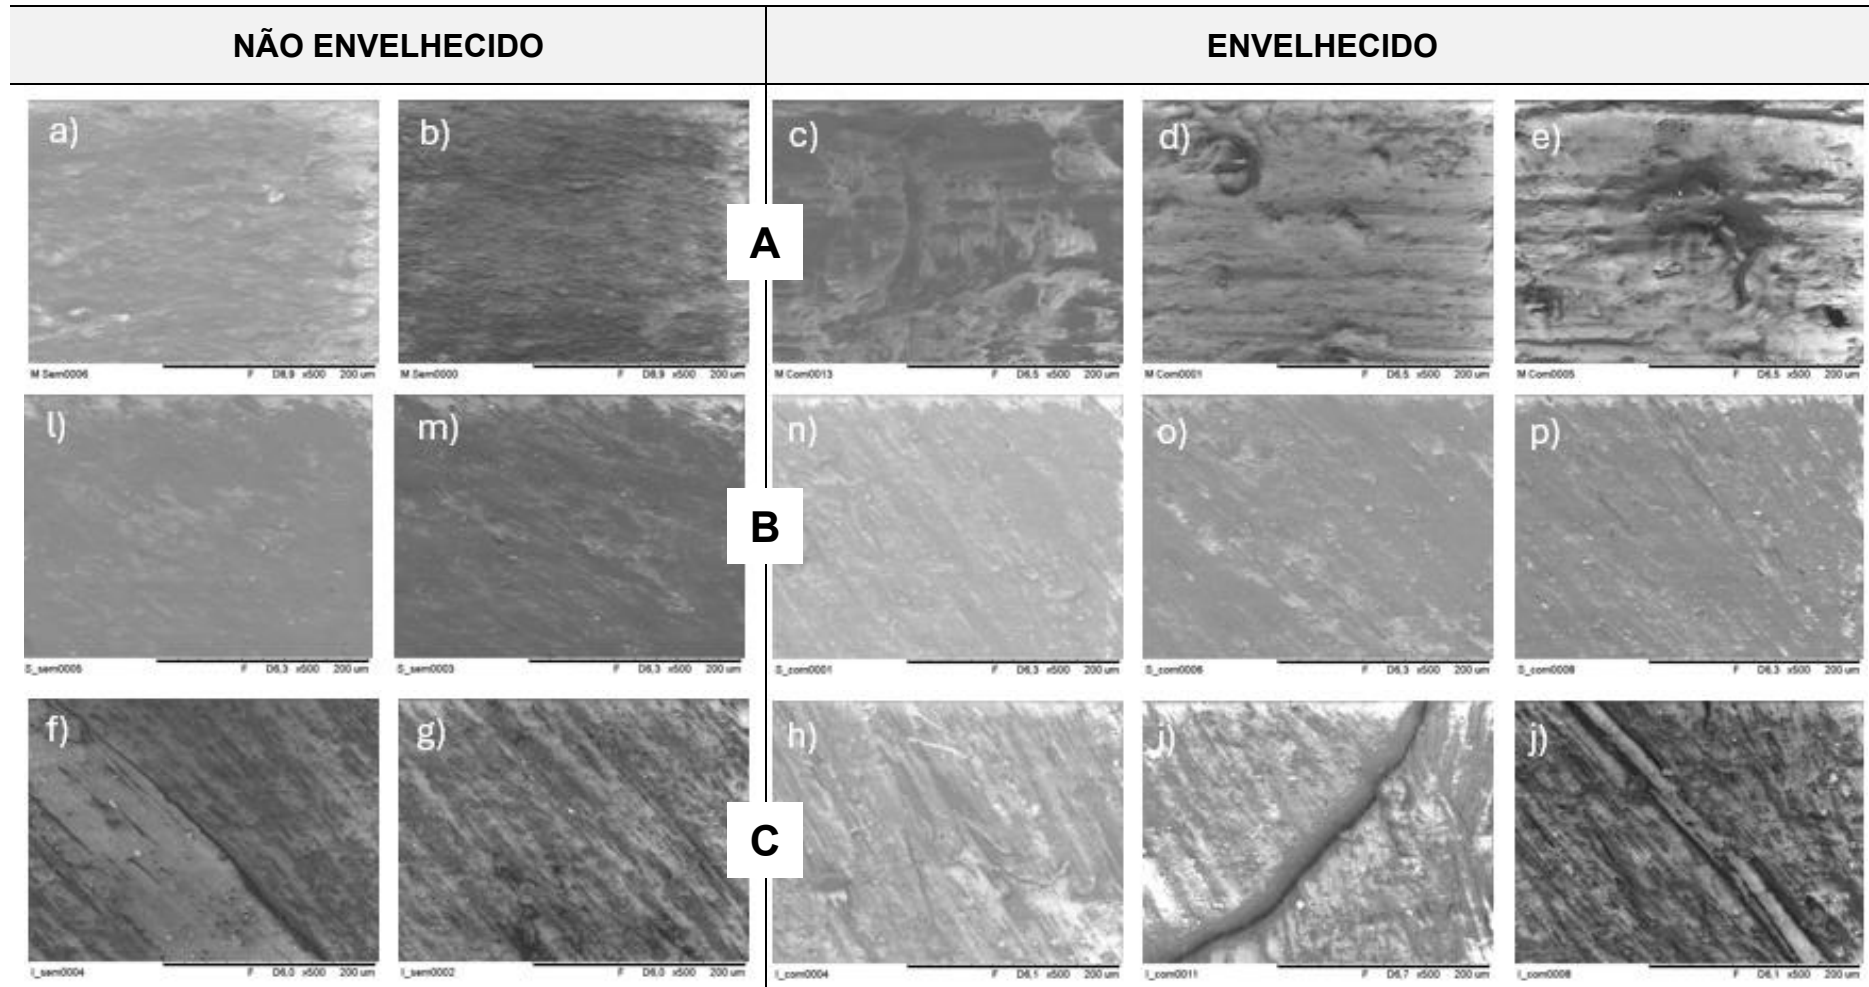 NÃO ENVELHECIDO
ENVELHECIDO
a)
b)
c)
d)
e)
A
M Sem0006 F D8,9 x500 200 um
M Sem0000 F D8,9 x500 200 um
M Com0013 F D6,5 x500 200 um
M Com0001 F D6,5 x500 200 um
M Com0005 F D6,5 x500 200 um
l)
m)
n)
o)
p)
B
S_sem0005 F D6,3 x500 200 um
S_sem0003 F D6,3 x500 200 um
S_com0001 F D6,3 x500 200 um
S_com0006 F D6,3 x500 200 um
S_com0008 F D6,3 x500 200 um
f)
g)
h)
j)
j)
C
I_sem0004 F D6,0 x500 200 um
I_sem0002 F D6,0 x500 200 um
I_com0004 F D6,1 x500 200 um
I_com0011 F D6,7 x500 200 um
I_com0008 F D6,1 x500 200 um